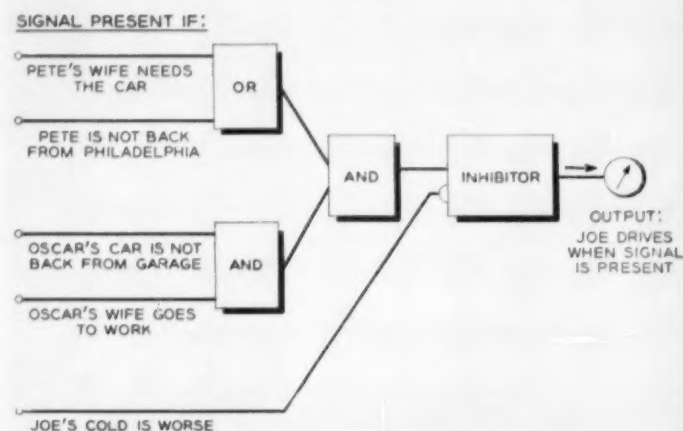 SIGNAL PRESENT IF:
PETE'S WIFE NEEDS
THE CAR
OR
PETE IS NOT BACK
FROM PHILADELPHIA
AND
INHIBITOR
OUTPUT:
JOE DRIVES
WHEN SIGNAL
IS PRESENT
OSCAR'S CAR IS NOT
BACK FROM GARAGE
AND
OSCAR'S WIFE GOES
TO WORK
JOE'S COLD IS WORSE